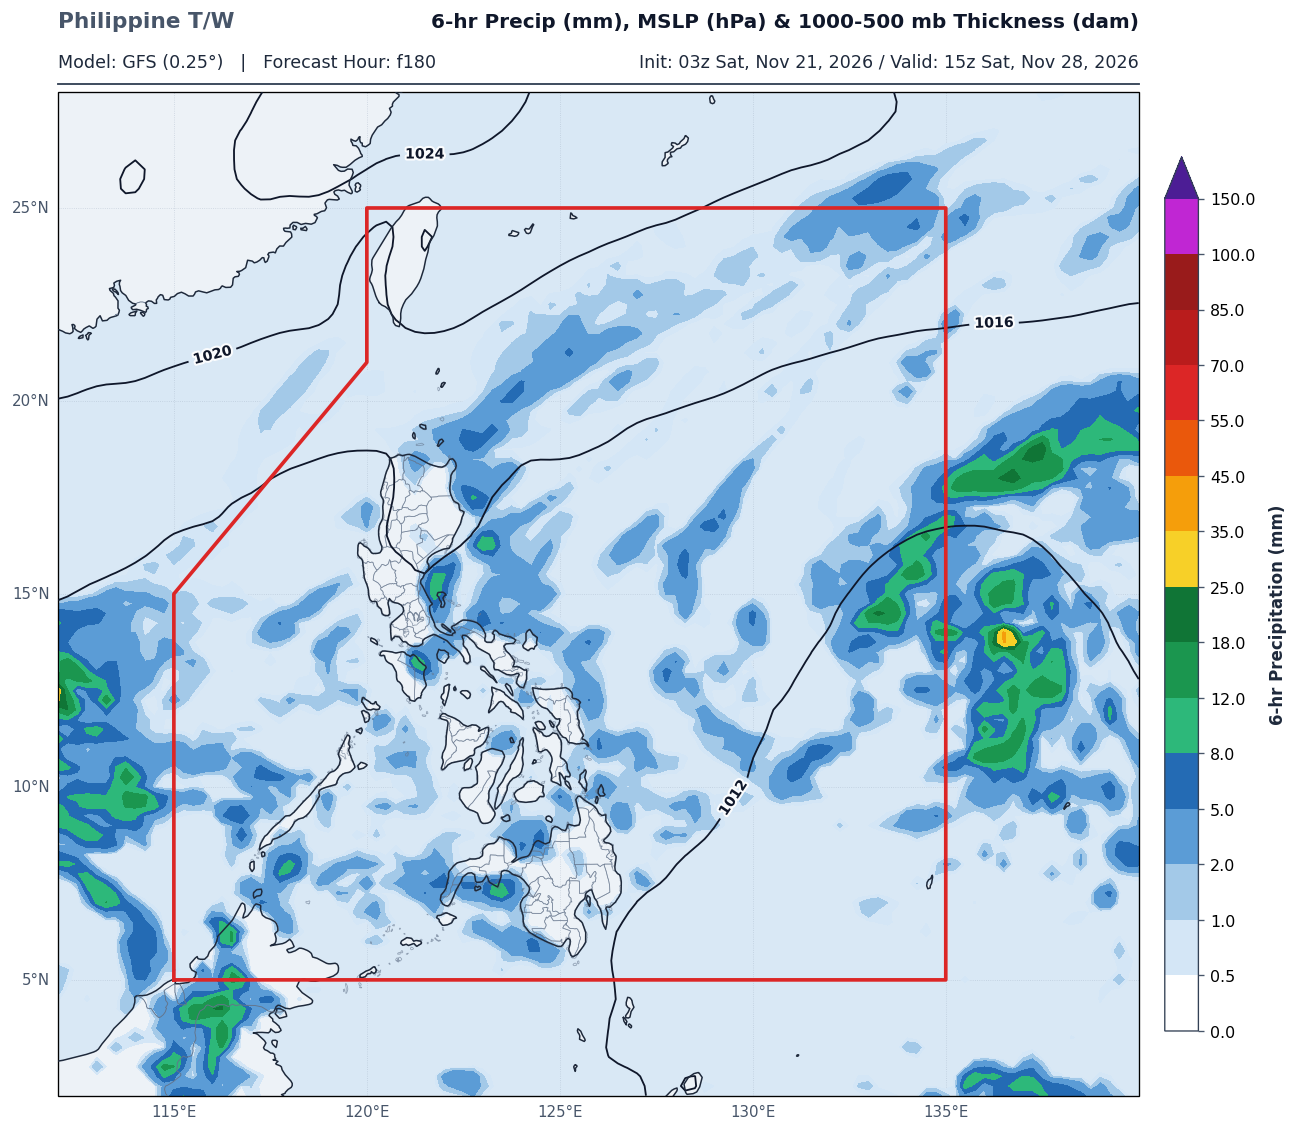 Philippine T/W
6-hr Precip (mm), MSLP (hPa) & 1000-500 mb Thickness (dam)
Model: GFS (0.25°) | Forecast Hour: f180
Init: 03z Sat, Nov 21, 2026 / Valid: 15z Sat, Nov 28, 2026
1024
1020
1016
1012
25°N
20°N
15°N
10°N
5°N
115°E
120°E
125°E
130°E
135°E
150.0
100.0
85.0
70.0
55.0
45.0
35.0
25.0
18.0
12.0
8.0
5.0
2.0
1.0
0.5
0.0
6-hr Precipitation (mm)